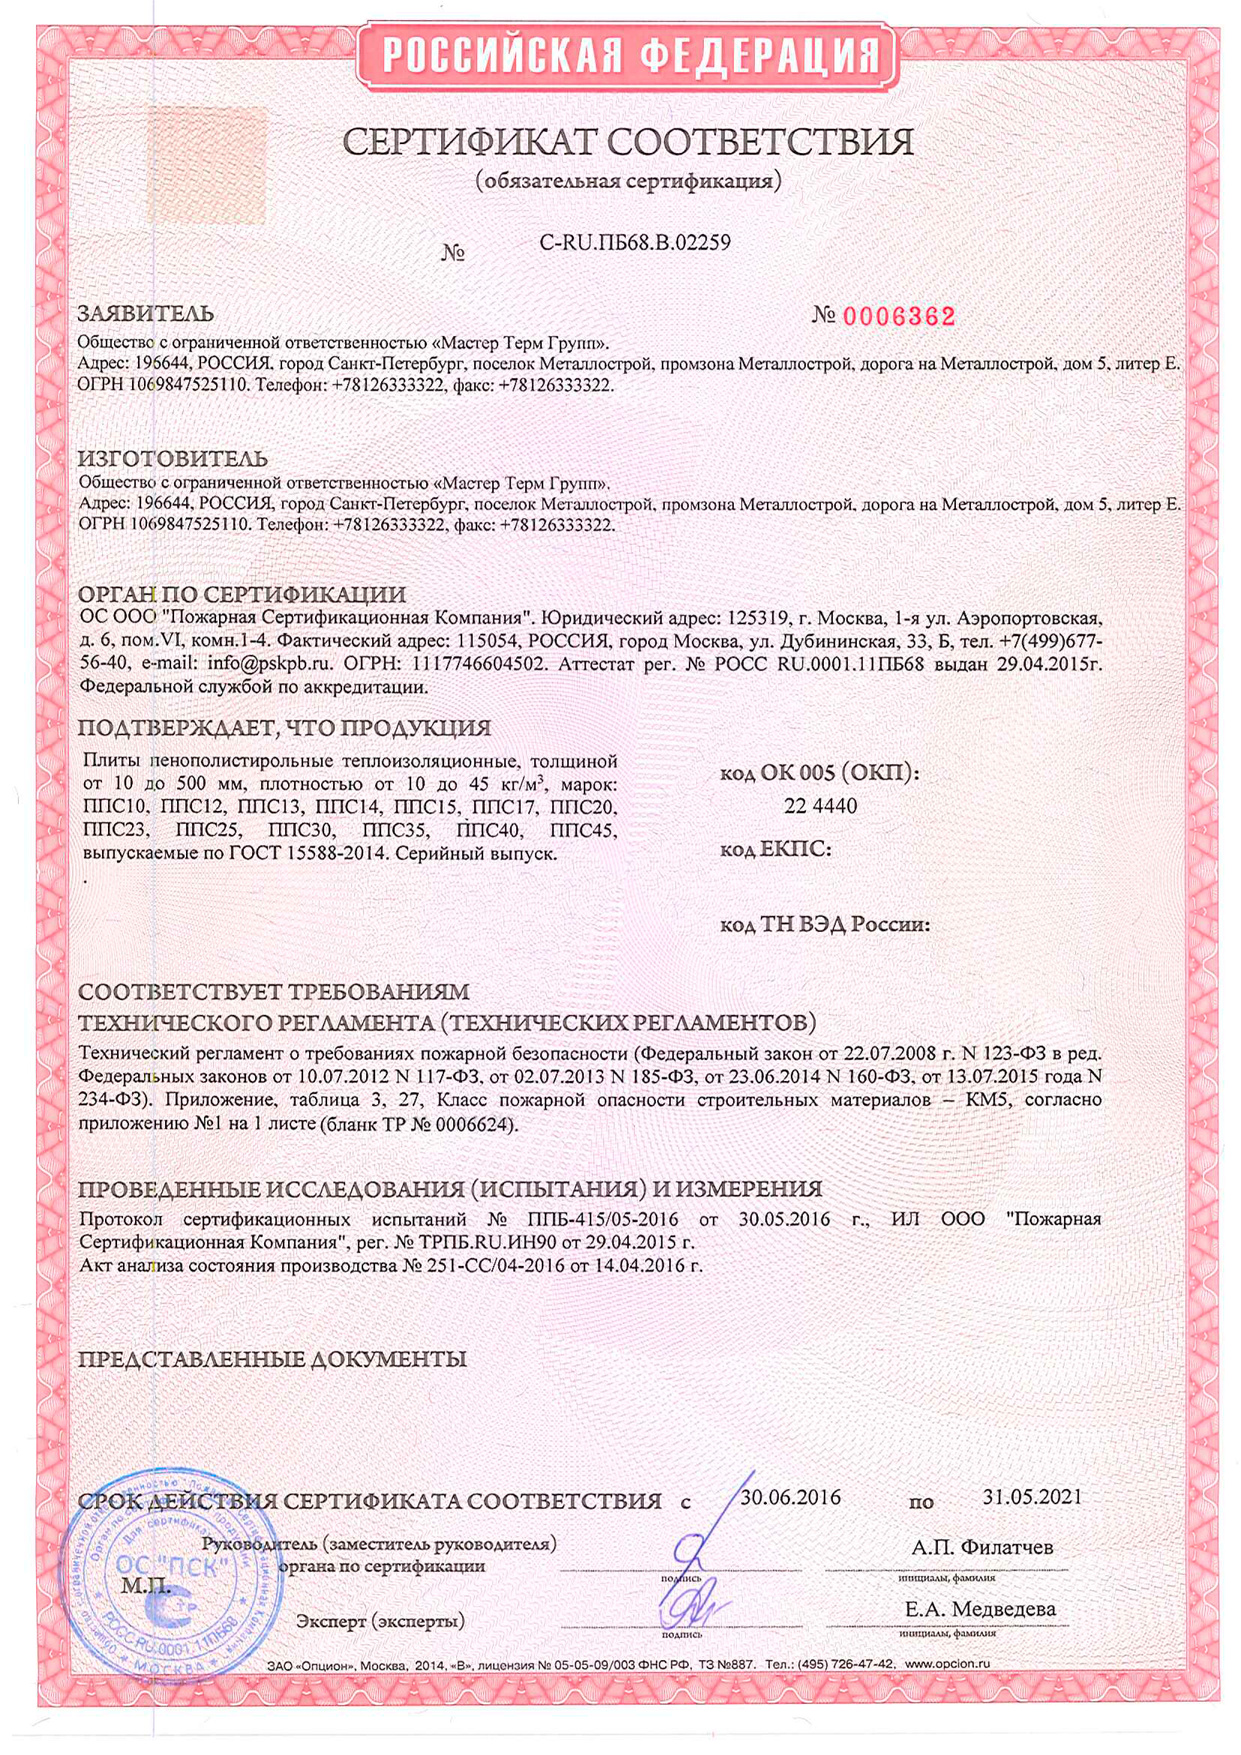 РОССИЙСКАЯ ФЕДЕРАЦИЯ
СЕРТИФИКАТ СООТВЕТСТВИЯ
(обязательная сертификация)
№ C-RU.ПБ68.В.02259
ЗАЯВИТЕЛЬ
№ 0006362
Общество с ограниченной ответственностью «Мастер Терм Групп».
Адрес: 196644, РОССИЯ, город Санкт-Петербург, поселок Металлострой, промзона Металлострой, дорога на Металлострой, дом 5, литер Е.
ОГРН 1069847525110. Телефон: +78126333322, факс: +78126333322.
ИЗГОТОВИТЕЛЬ
Общество с ограниченной ответственностью «Мастер Терм Групп».
Адрес: 196644, РОССИЯ, город Санкт-Петербург, поселок Металлострой, промзона Металлострой, дорога на Металлострой, дом 5, литер Е.
ОГРН 1069847525110. Телефон: +78126333322, факс: +78126333322.
ОРГАН ПО СЕРТИФИКАЦИИ
ОС ООО "Пожарная Сертификационная Компания". Юридический адрес: 125319, г. Москва, 1-я ул. Аэропортовская,
д. 6, пом.VI, комн.1-4. Фактический адрес: 115054, РОССИЯ, город Москва, ул. Дубининская, 33, Б, тел. +7(499)677-
56-40, e-mail: info@pskpb.ru. ОГРН: 1117746604502. Аттестат рег. № РОСС RU.0001.11ПБ68 выдан 29.04.2015г.
Федеральной службой по аккредитации.
ПОДТВЕРЖДАЕТ, ЧТО ПРОДУКЦИЯ
Плиты пенополистирольные теплоизоляционные, толщиной
от 10 до 500 мм, плотностью от 10 до 45 кг/м³, марок:
ППС10, ППС12, ППС13, ППС14, ППС15, ППС17, ППС20,
ППС23, ППС25, ППС30, ППС35, ППС40, ППС45,
выпускаемые по ГОСТ 15588-2014. Серийный выпуск.
.
код ОК 005 (ОКП):
22 4440
код ЕКПС:
код ТН ВЭД России:
СООТВЕТСТВУЕТ ТРЕБОВАНИЯМ
ТЕХНИЧЕСКОГО РЕГЛАМЕНТА (ТЕХНИЧЕСКИХ РЕГЛАМЕНТОВ)
Технический регламент о требованиях пожарной безопасности (Федеральный закон от 22.07.2008 г. N 123-ФЗ в ред.
Федеральных законов от 10.07.2012 N 117-ФЗ, от 02.07.2013 N 185-ФЗ, от 23.06.2014 N 160-ФЗ, от 13.07.2015 года N
234-ФЗ). Приложение, таблица 3, 27, Класс пожарной опасности строительных материалов – КМ5, согласно
приложению №1 на 1 листе (бланк ТР № 0006624).
ПРОВЕДЕННЫЕ ИССЛЕДОВАНИЯ (ИСПЫТАНИЯ) И ИЗМЕРЕНИЯ
Протокол сертификационных испытаний № ППБ-415/05-2016 от 30.05.2016 г., ИЛ ООО "Пожарная
Сертификационная Компания", рег. № ТРПБ.RU.ИН90 от 29.04.2015 г.
Акт анализа состояния производства № 251-СС/04-2016 от 14.04.2016 г.
ПРЕДСТАВЛЕННЫЕ ДОКУМЕНТЫ
СРОК ДЕЙСТВИЯ СЕРТИФИКАТА СООТВЕТСТВИЯ с 30.06.2016 по 31.05.2021
Руководитель (заместитель руководителя)
органа по сертификации
А.П. Филатчев
подпись
инициалы, фамилия
М.П.
Эксперт (эксперты)
Е.А. Медведева
подпись
инициалы, фамилия
ОС "ПСК"
ТР
РОСС RU.0001.11ПБ68
МОСКВА
ЗАО «Опцион», Москва, 2014, «В», лицензия № 05-05-09/003 ФНС РФ, ТЗ №887. Тел.: (495) 726-47-42, www.opcion.ru